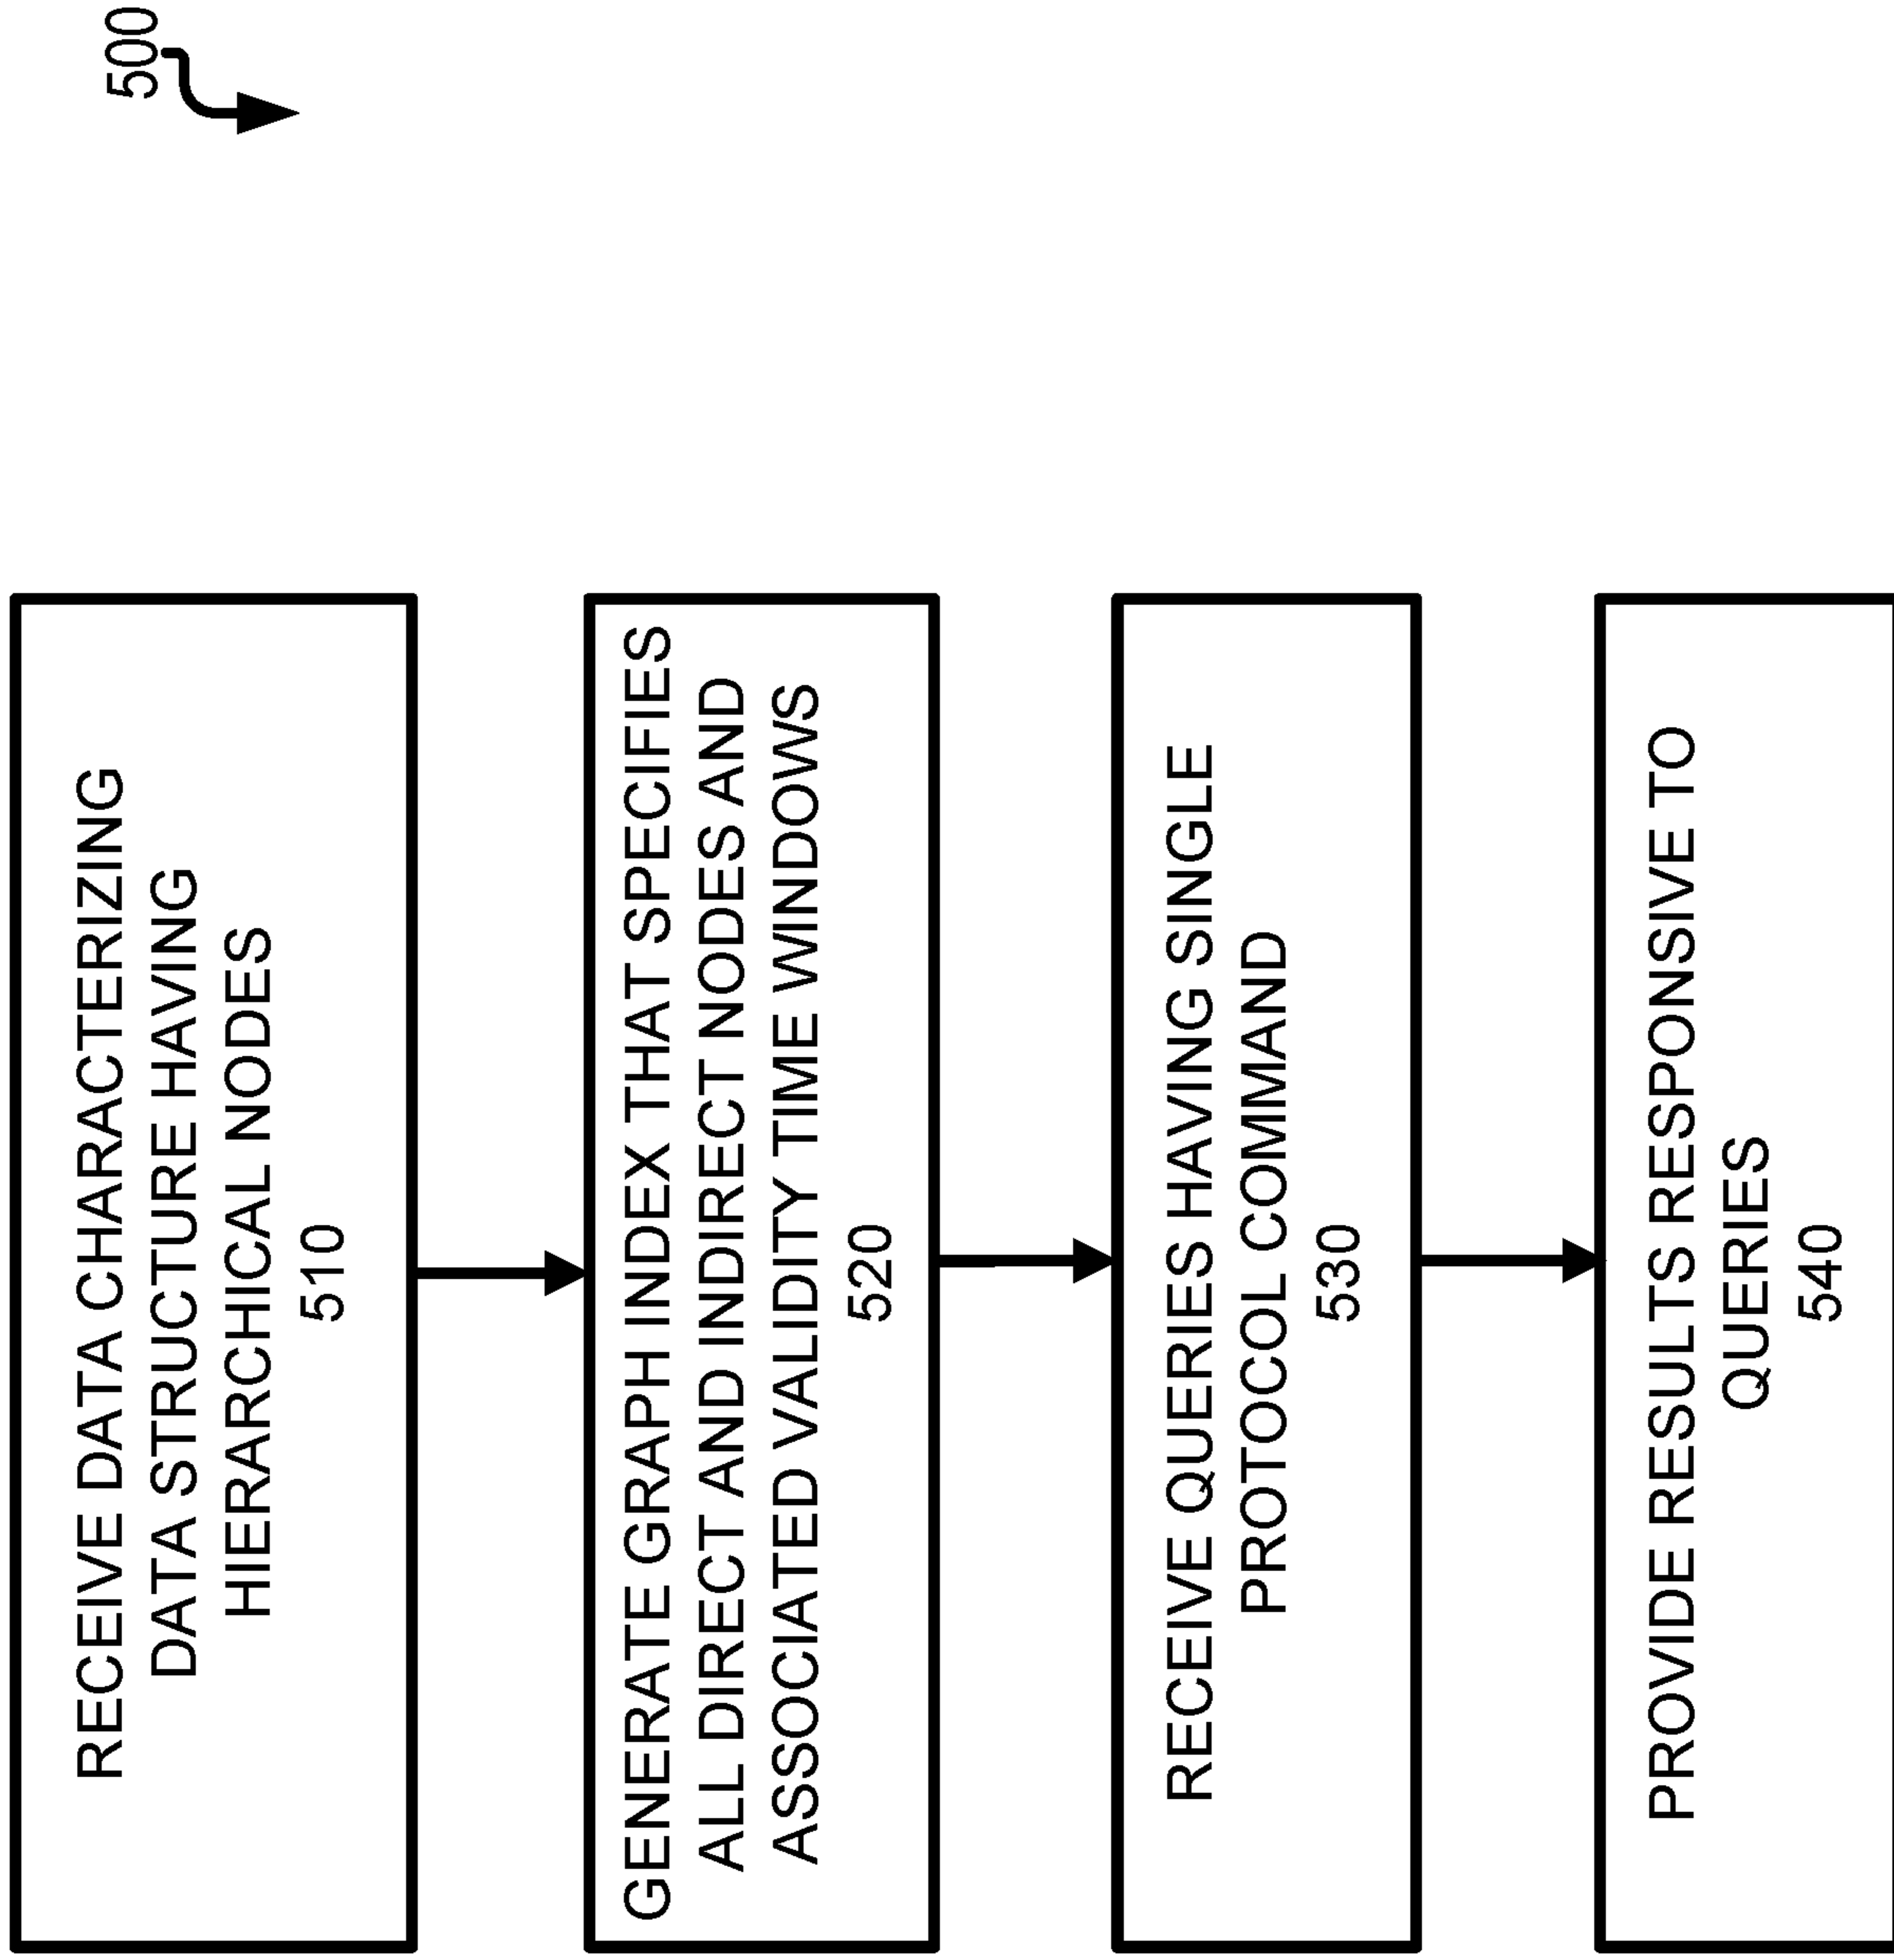 500
RECEIVE DATA CHARACTERIZING
DATA STRUCTURE HAVING
HIERARCHICAL NODES
510
GENERATE GRAPH INDEX THAT SPECIFIES
ALL DIRECT AND INDIRECT NODES AND
ASSOCIATED VALIDITY TIME WINDOWS
520
RECEIVE QUERIES HAVING SINGLE
PROTOCOL COMMAND
530
PROVIDE RESULTS RESPONSIVE TO
QUERIES
540